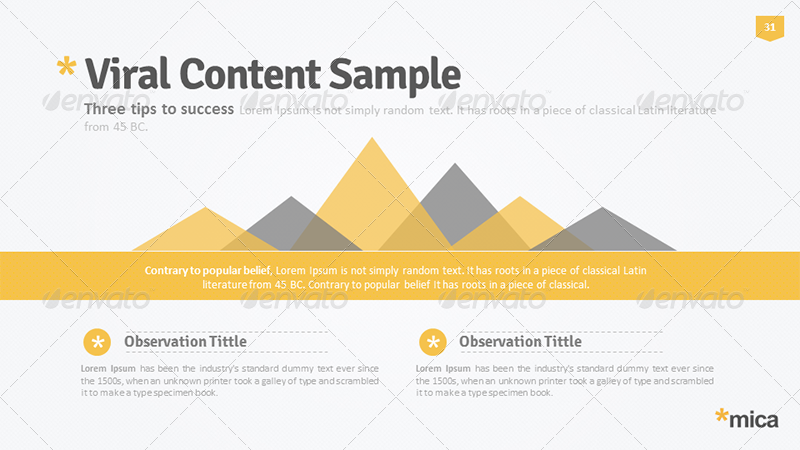 31
* Viral Content Sample
Three tips to success Lorem Ipsum is not simply random text. It has roots in a piece of classical Latin literature
from 45 BC.
envato envato envato envato
Contrary to popular belief, Lorem Ipsum is not simply random text. It has roots in a piece of classical Latin
literature from 45 BC. Contrary to popular belief It has roots in a piece of classical.
envato envato envato envato
* Observation Tittle
Lorem Ipsum has been the industry's standard dummy text ever since
the 1500s, when an unknown printer took a galley of type and scrambled
it to make a type specimen book.
* Observation Tittle
Lorem Ipsum has been the industry's standard dummy text ever since
the 1500s, when an unknown printer took a galley of type and scrambled
it to make a type specimen book.
*mica